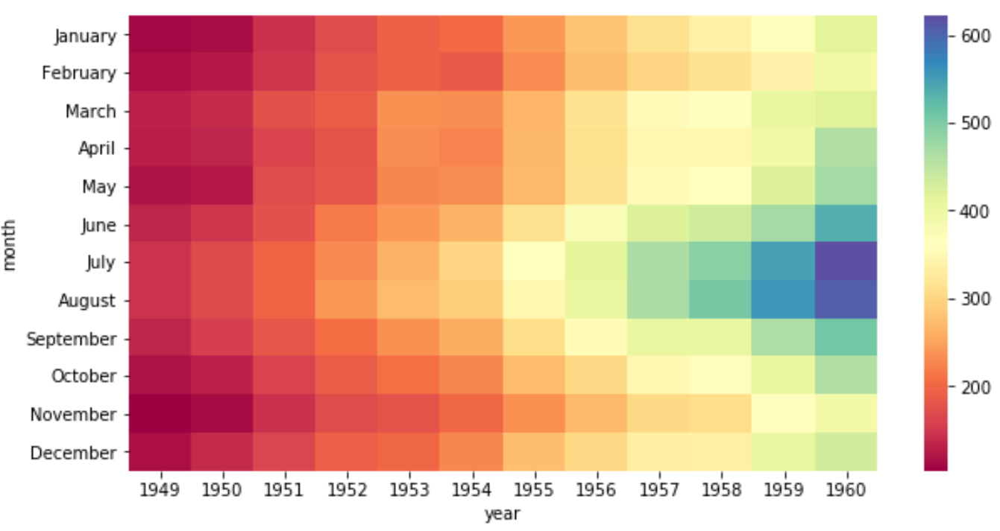 January
February
March
April
May
June
July
August
September
October
November
December
month
1949 1950 1951 1952 1953 1954 1955 1956 1957 1958 1959 1960
year
600
500
400
300
200